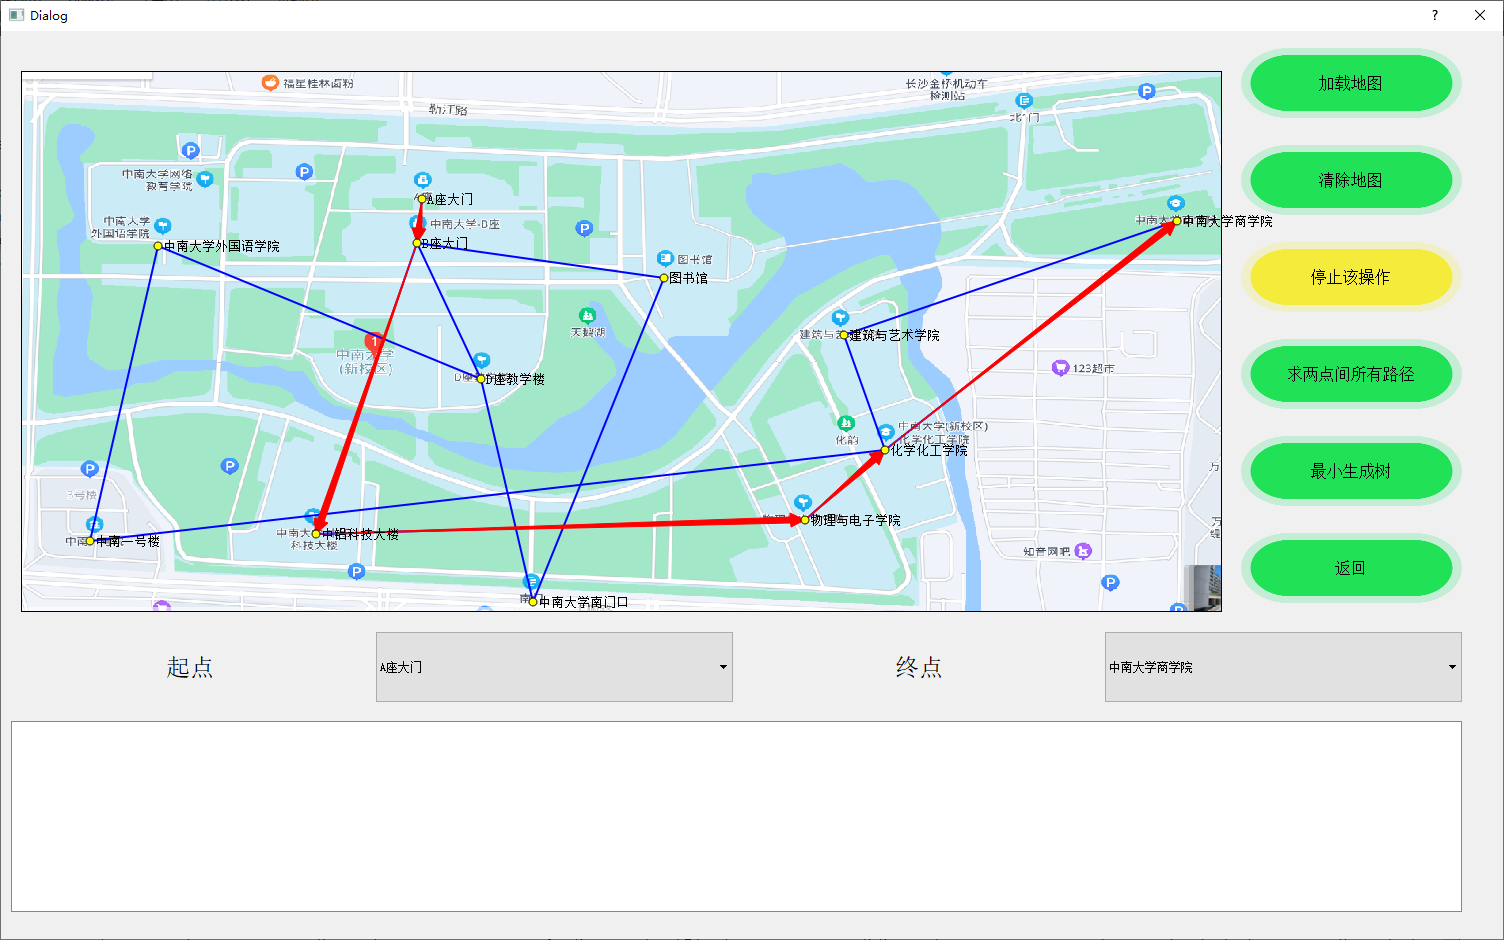 Dialog
?
福星桂林卤粉
勒江路
长沙金桥机动车
检测站
北门
P
P
P
中南大学网络
教育学院
A座大门
中南大学
外国语学院
中南大学-D座
P
中南大学商学院
B座大门
中南大学外国语学院
图书馆
图书馆
天鹅湖
建筑与艺术学院
1
中南大学
(新校区)
123超市
D座教学楼
中南大学(新校区)
化学化工学院
化韵
化学化工学院
P
P
3号楼
物理与电子学院
中铝科技大楼
科技大楼
中南一号楼
知音网吧
P
P
P
中南大学南门口
加载地图
清除地图
停止该操作
求两点间所有路径
最小生成树
返回
起点
A座大门
终点
中南大学商学院